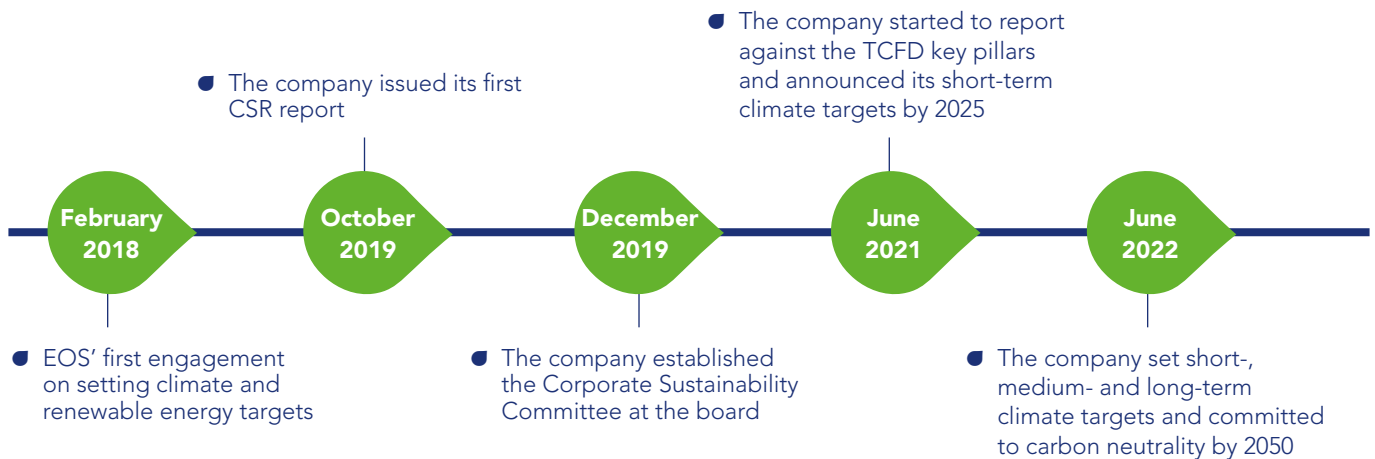 The company started to report
against the TCFD key pillars
and announced its short-term
climate targets by 2025
The company issued its first
CSR report
February
2018
October
2019
December
2019
June
2021
June
2022
EOS’ first engagement
on setting climate and
renewable energy targets
The company established
the Corporate Sustainability
Committee at the board
The company set short-,
medium- and long-term
climate targets and committed
to carbon neutrality by 2050